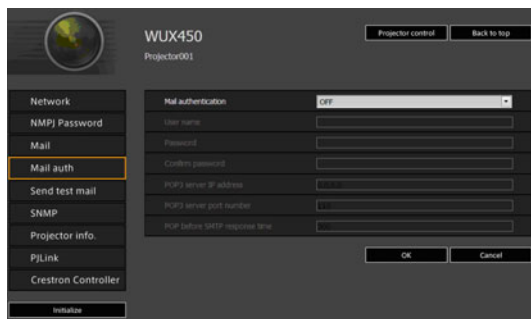 WUX450
Projector001
Projector control
Back to top
Network
NMPJ Password
Mail
Mail auth
Send test mail
SNMP
Projector info.
PJLink
Crestron Controller
Initialize
Mail authentication
OFF
User name
Password
Confirm password
POP3 server IP address
POP3 server port number
POP before SMTP response time
OK
Cancel